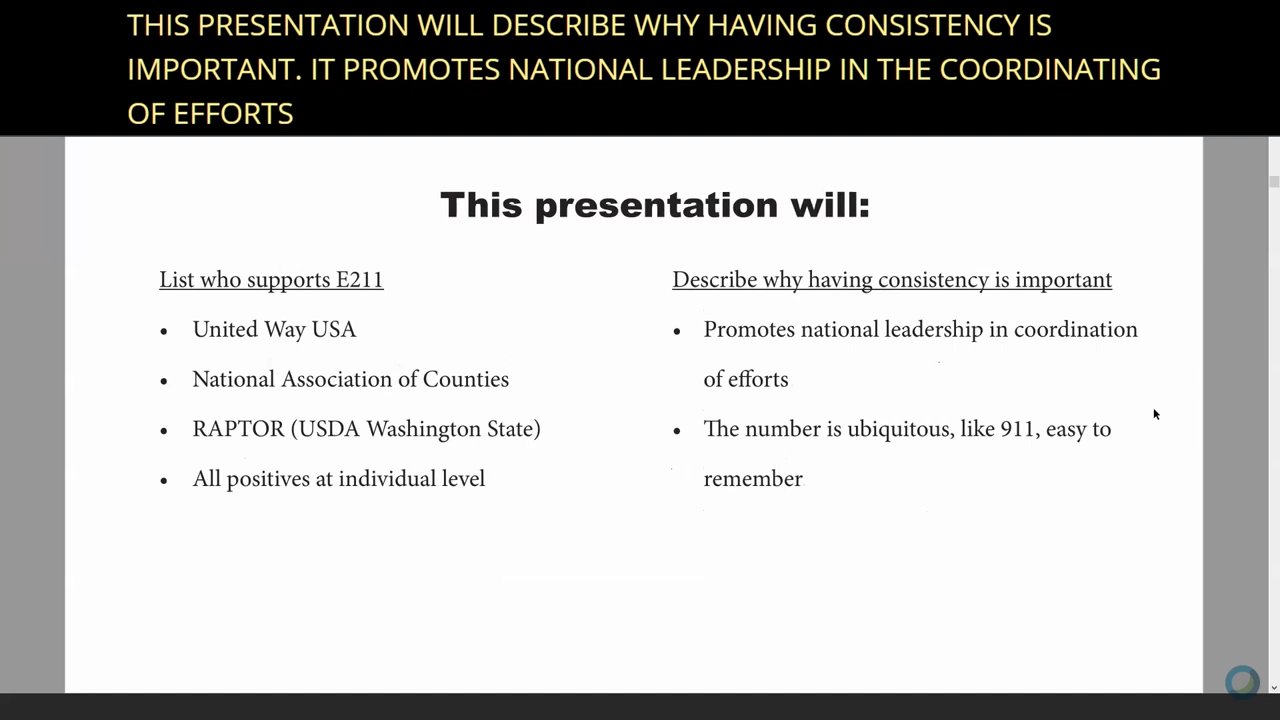 THIS PRESENTATION WILL DESCRIBE WHY HAVING CONSISTENCY IS
IMPORTANT. IT PROMOTES NATIONAL LEADERSHIP IN THE COORDINATING
OF EFFORTS
This presentation will:
List who supports E211
• United Way USA
• National Association of Counties
• RAPTOR (USDA Washington State)
• All positives at individual level
Describe why having consistency is important
• Promotes national leadership in coordination
of efforts
• The number is ubiquitous, like 911, easy to
remember